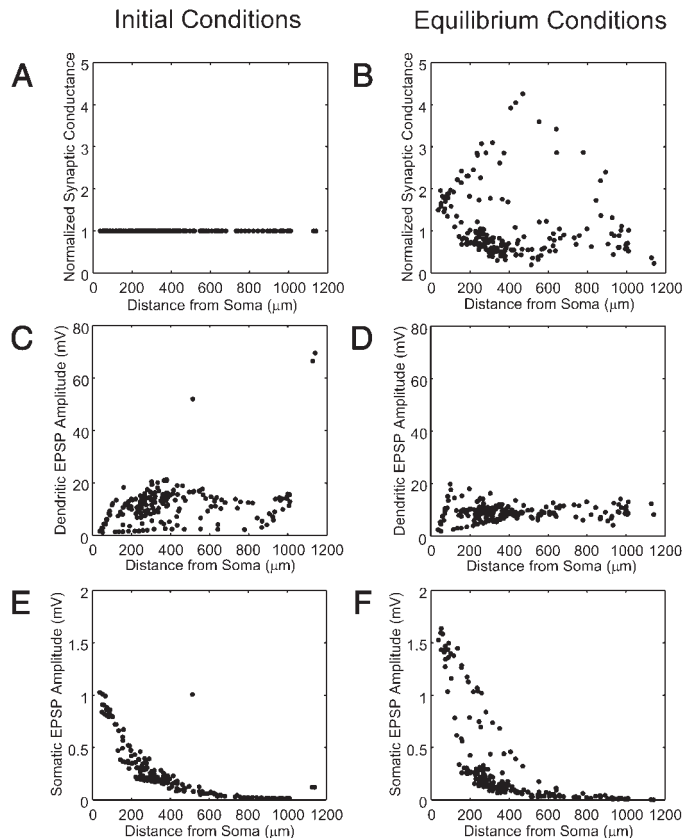 Initial Conditions
Equilibrium Conditions
A
Normalized Synaptic Conductance
5
4
3
2
1
0
0 200 400 600 800 1000 1200
Distance from Soma (μm)
B
Normalized Synaptic Conductance
5
4
3
2
1
0
0 200 400 600 800 1000 1200
Distance from Soma (μm)
C
Dendritic EPSP Amplitude (mV)
80
60
40
20
0
0 200 400 600 800 1000 1200
Distance from Soma (μm)
D
Dendritic EPSP Amplitude (mV)
80
60
40
20
0
0 200 400 600 800 1000 1200
Distance from Soma (μm)
E
Somatic EPSP Amplitude (mV)
2
1.5
1
0.5
0
0 200 400 600 800 1000 1200
Distance from Soma (μm)
F
Somatic EPSP Amplitude (mV)
2
1.5
1
0.5
0
0 200 400 600 800 1000 1200
Distance from Soma (μm)